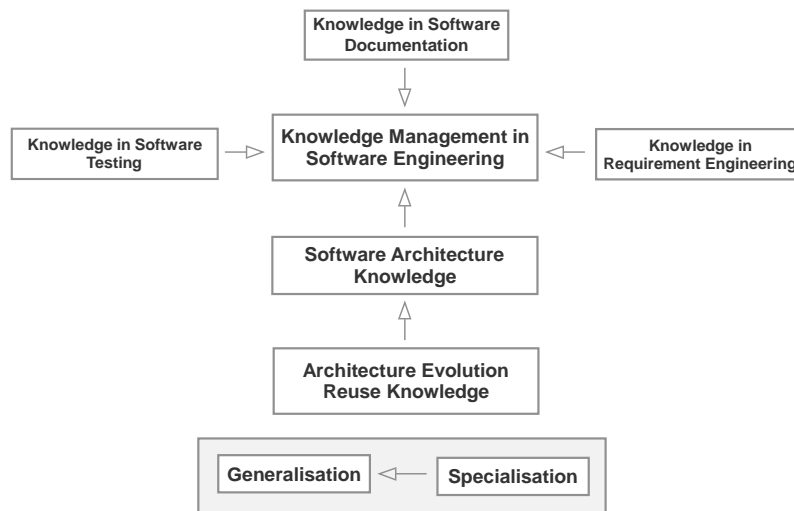 Knowledge in Software
Documentation
Knowledge in Software
Testing
Knowledge Management in
Software Engineering
Knowledge in
Requirement Engineering
Software Architecture
Knowledge
Architecture Evolution
Reuse Knowledge
Generalisation
Specialisation